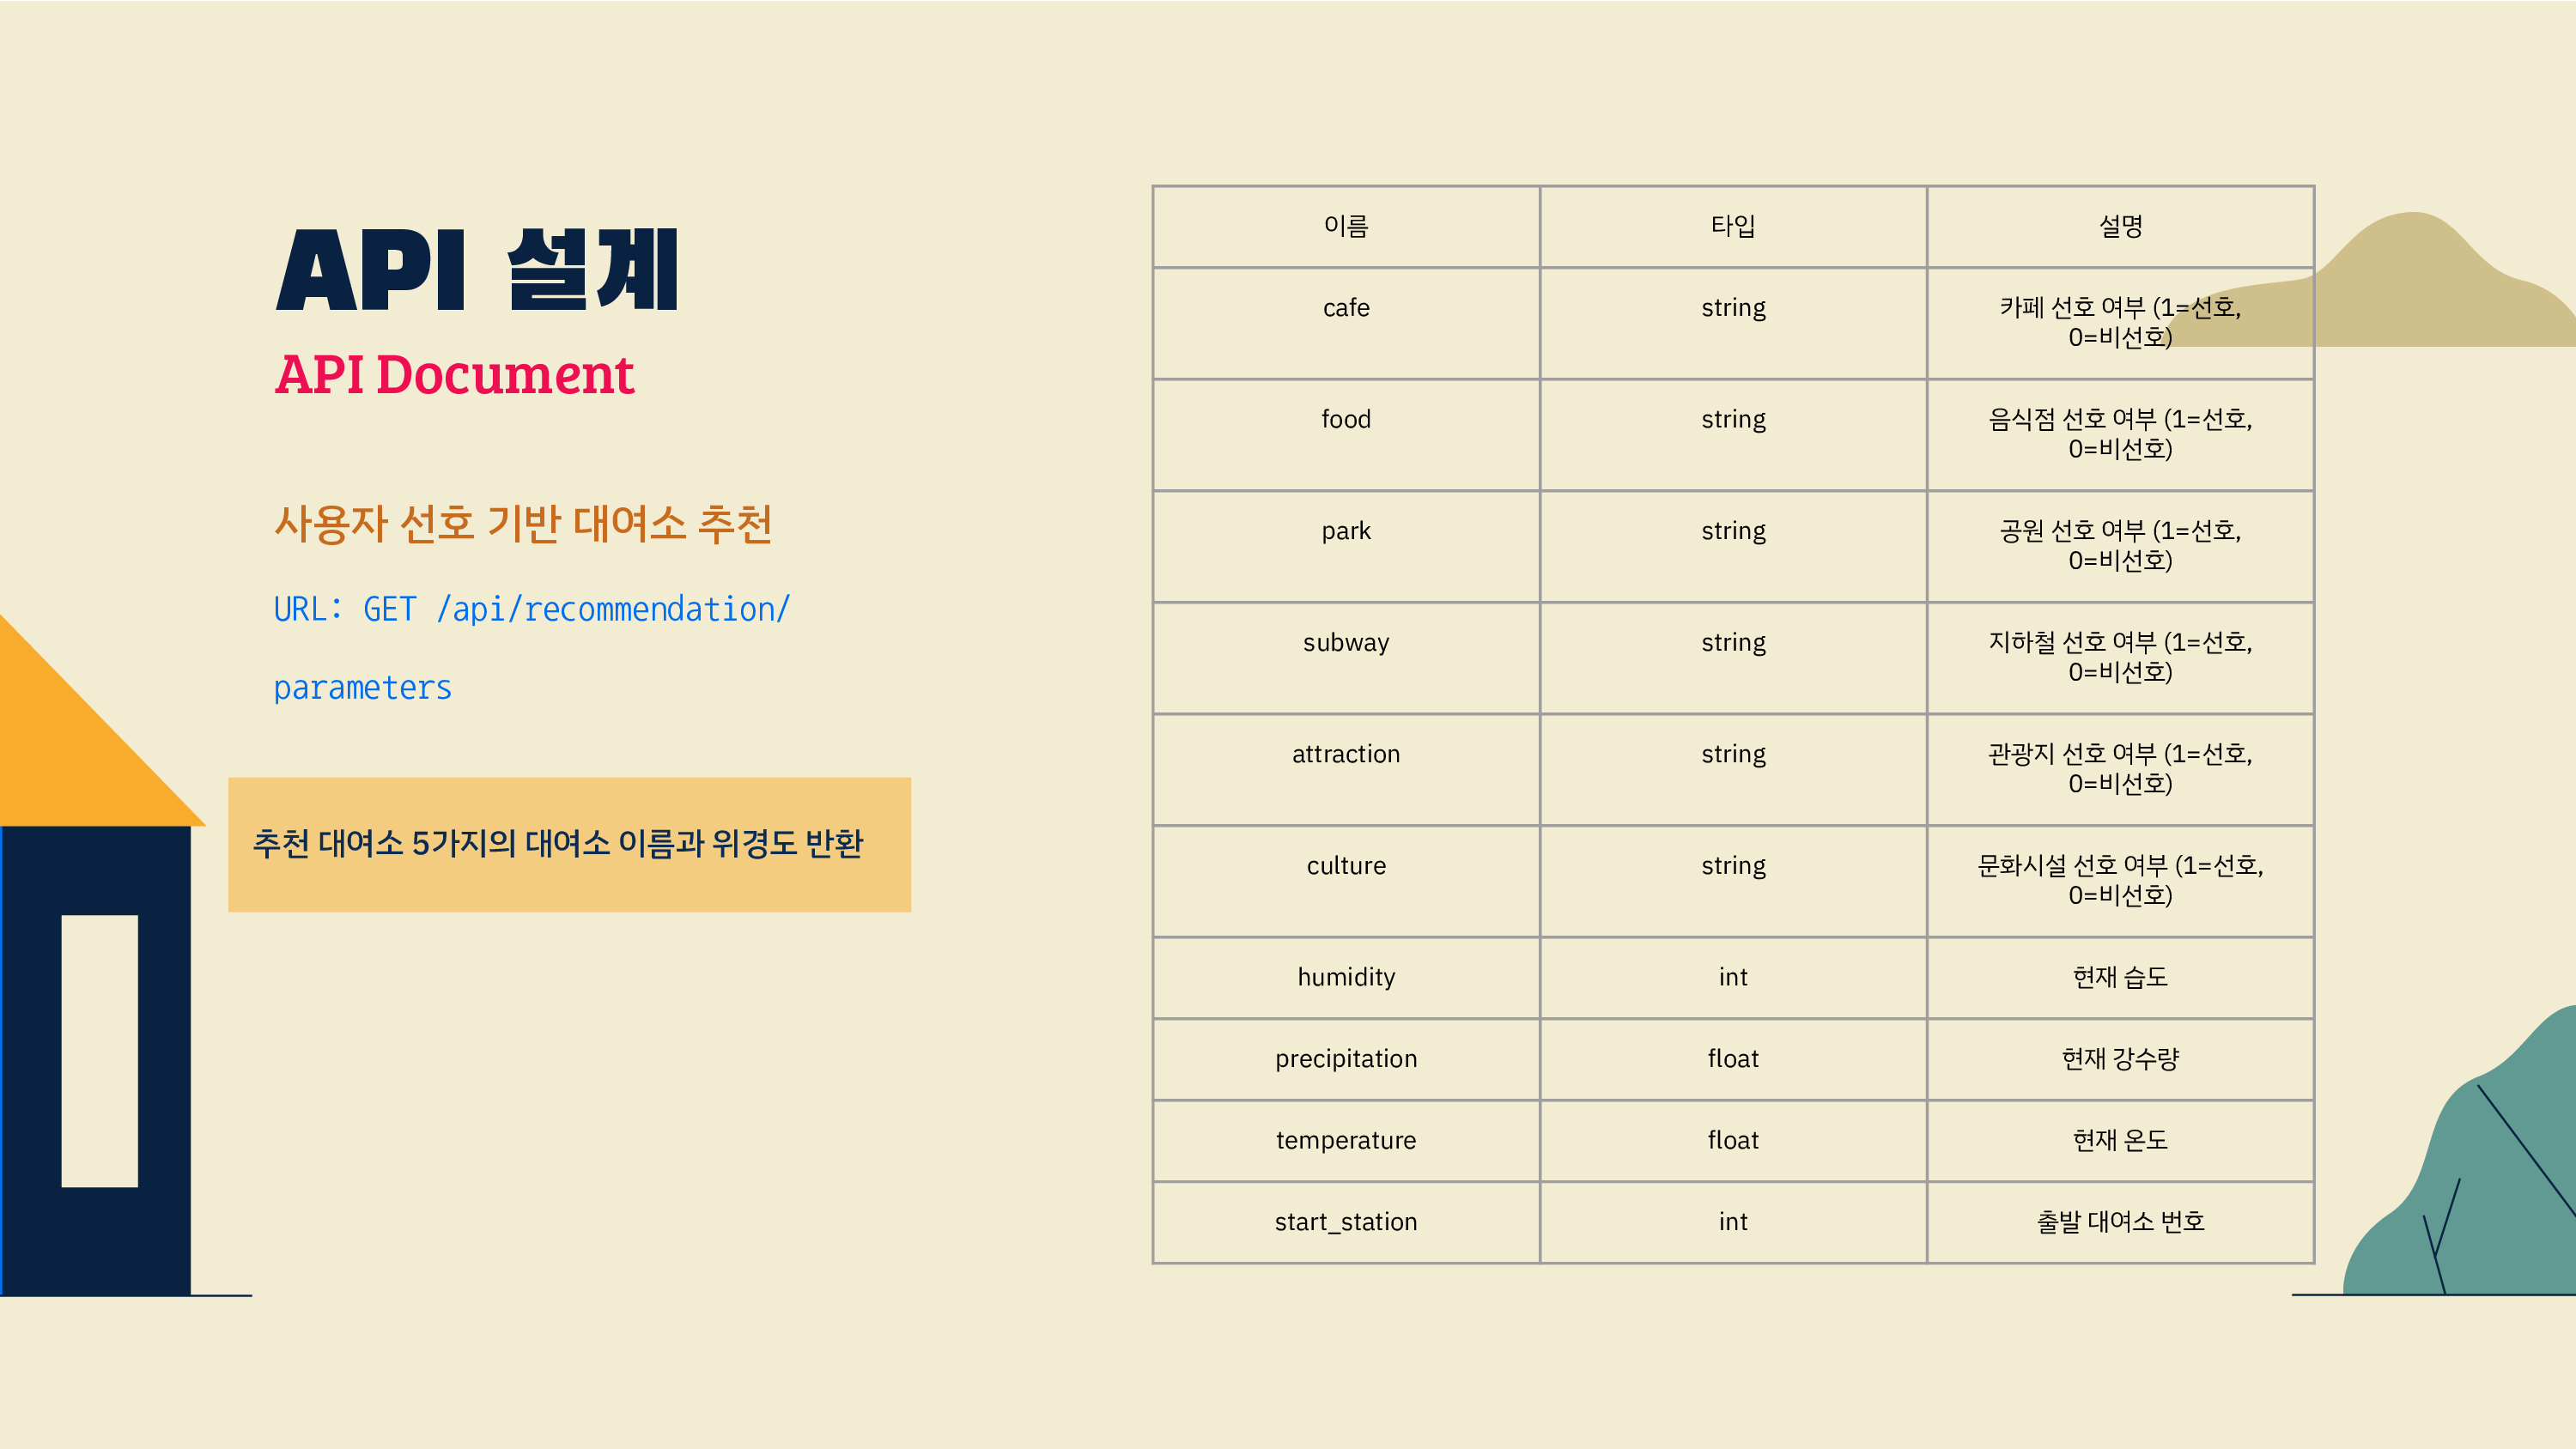 API 설계
API Document
사용자 선호 기반 대여소 추천
URL: GET /api/recommendation/
parameters
추천 대여소 5가지의 대여소 이름과 위경도 반환
이름 타입 설명
cafe string 카페 선호 여부 (1=선호,
0=비선호)
food string 음식점 선호 여부 (1=선호,
0=비선호)
park string 공원 선호 여부 (1=선호,
0=비선호)
subway string 지하철 선호 여부 (1=선호,
0=비선호)
attraction string 관광지 선호 여부 (1=선호,
0=비선호)
culture string 문화시설 선호 여부 (1=선호,
0=비선호)
humidity int 현재 습도
precipitation float 현재 강수량
temperature float 현재 온도
start_station int 출발 대여소 번호